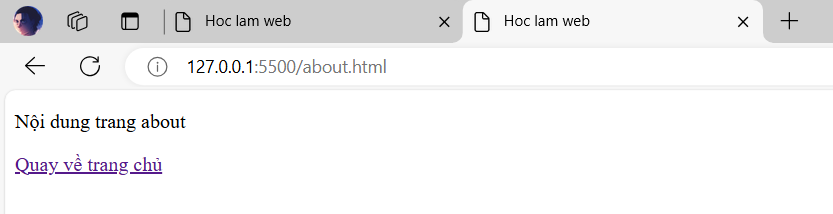 Hoc lam web
Hoc lam web
127.0.0.1:5500/about.html
Nội dung trang about
Quay về trang chủ